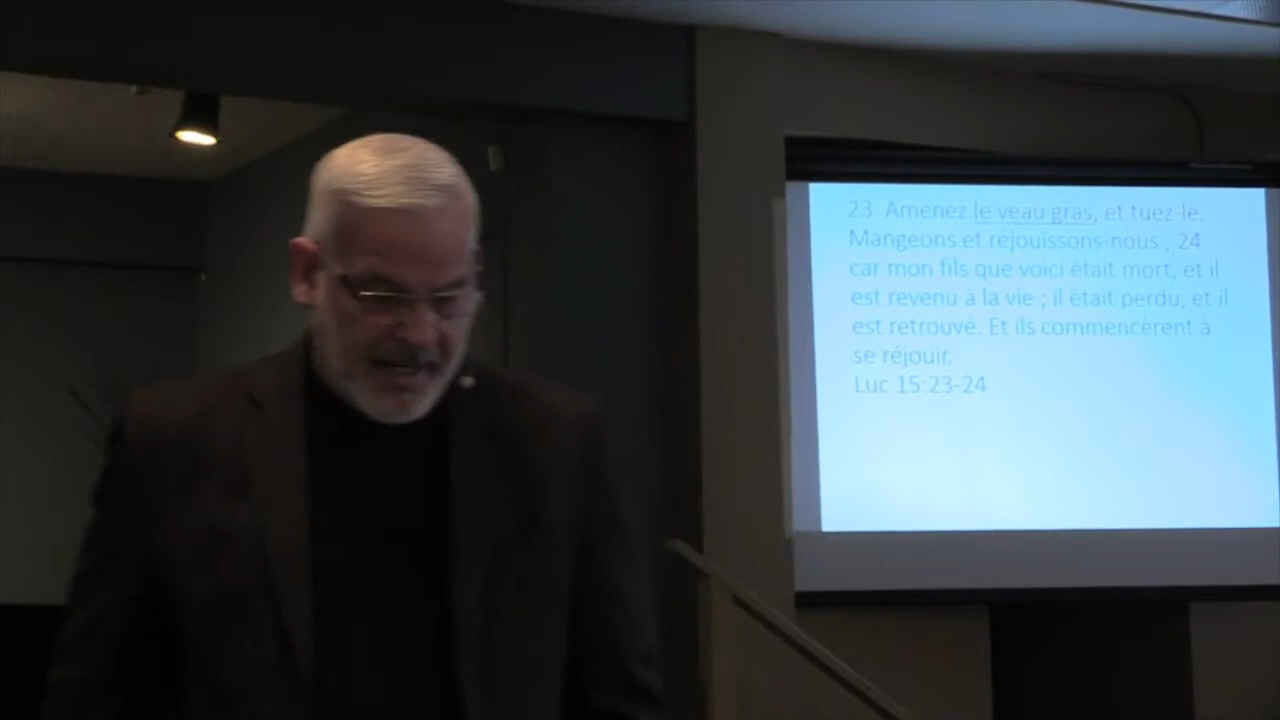 23 Amenez le veau gras, et tuez-le.
Mangeons et réjouissons-nous ; 24
car mon fils que voici était mort, et il
est revenu à la vie ; il était perdu, et il
est retrouvé. Et ils commencèrent à
se réjouir.
Luc 15:23-24